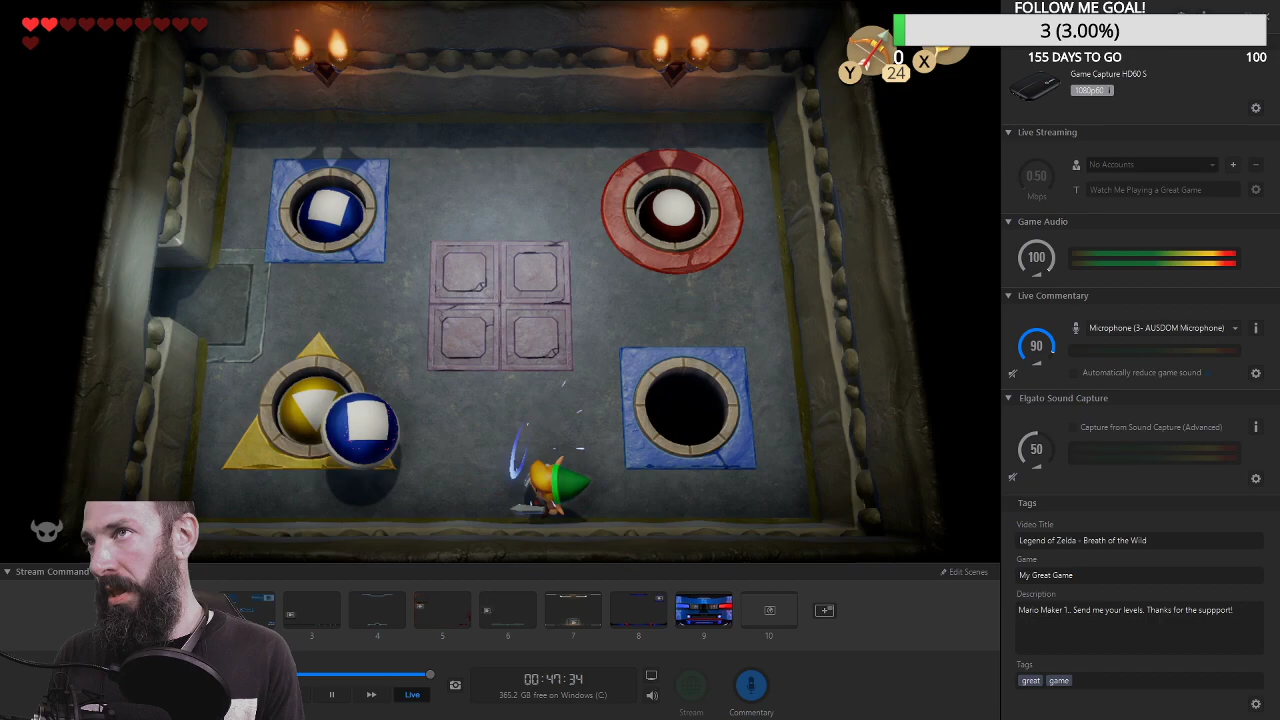 FOLLOW ME GOAL!
3 (3.00%)
0
155 DAYS TO GO
100
Y
24
X
Game Capture HD60 S
1080p60 i
Live Streaming
0.50
Mbps
No Accounts
+
−
T
Watch Me Playing a Great Game
Game Audio
100
Live Commentary
90
Microphone (3- AUSDOM Microphone)
i
Automatically reduce game sound
Elgato Sound Capture
50
Capture from Sound Capture (Advanced)
i
Tags
Video Title
Legend of Zelda - Breath of the Wild
Game
My Great Game
Description
Mario Maker 1.. Send me your levels. Thanks for the suppport!
Tags
great game
Stream Command
Edit Scenes
3 4 5 6 7 8 9 10
Live
00:47:34
365.2 GB free on Windows (C:)
Stream
Commentary